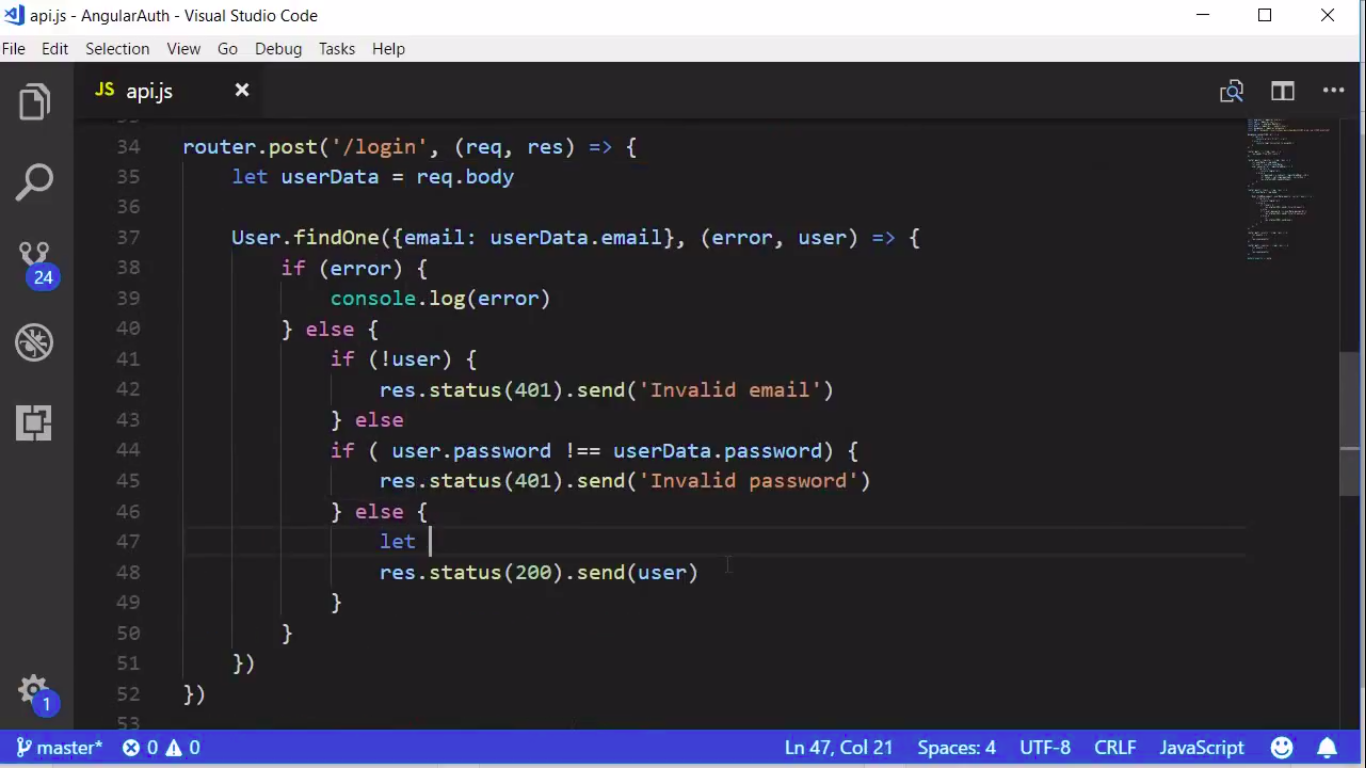 api.js - AngularAuth - Visual Studio Code
File Edit Selection View Go Debug Tasks Help
JS api.js
34 router.post('/login', (req, res) => {
35 let userData = req.body
36
37 User.findOne({email: userData.email}, (error, user) => {
38 if (error) {
39 console.log(error)
40 } else {
41 if (!user) {
42 res.status(401).send('Invalid email')
43 } else
44 if ( user.password !== userData.password) {
45 res.status(401).send('Invalid password')
46 } else {
47 let
48 res.status(200).send(user)
49 }
50 }
51 })
52 })
53
24
1
master* 0 0 Ln 47, Col 21 Spaces: 4 UTF-8 CRLF JavaScript